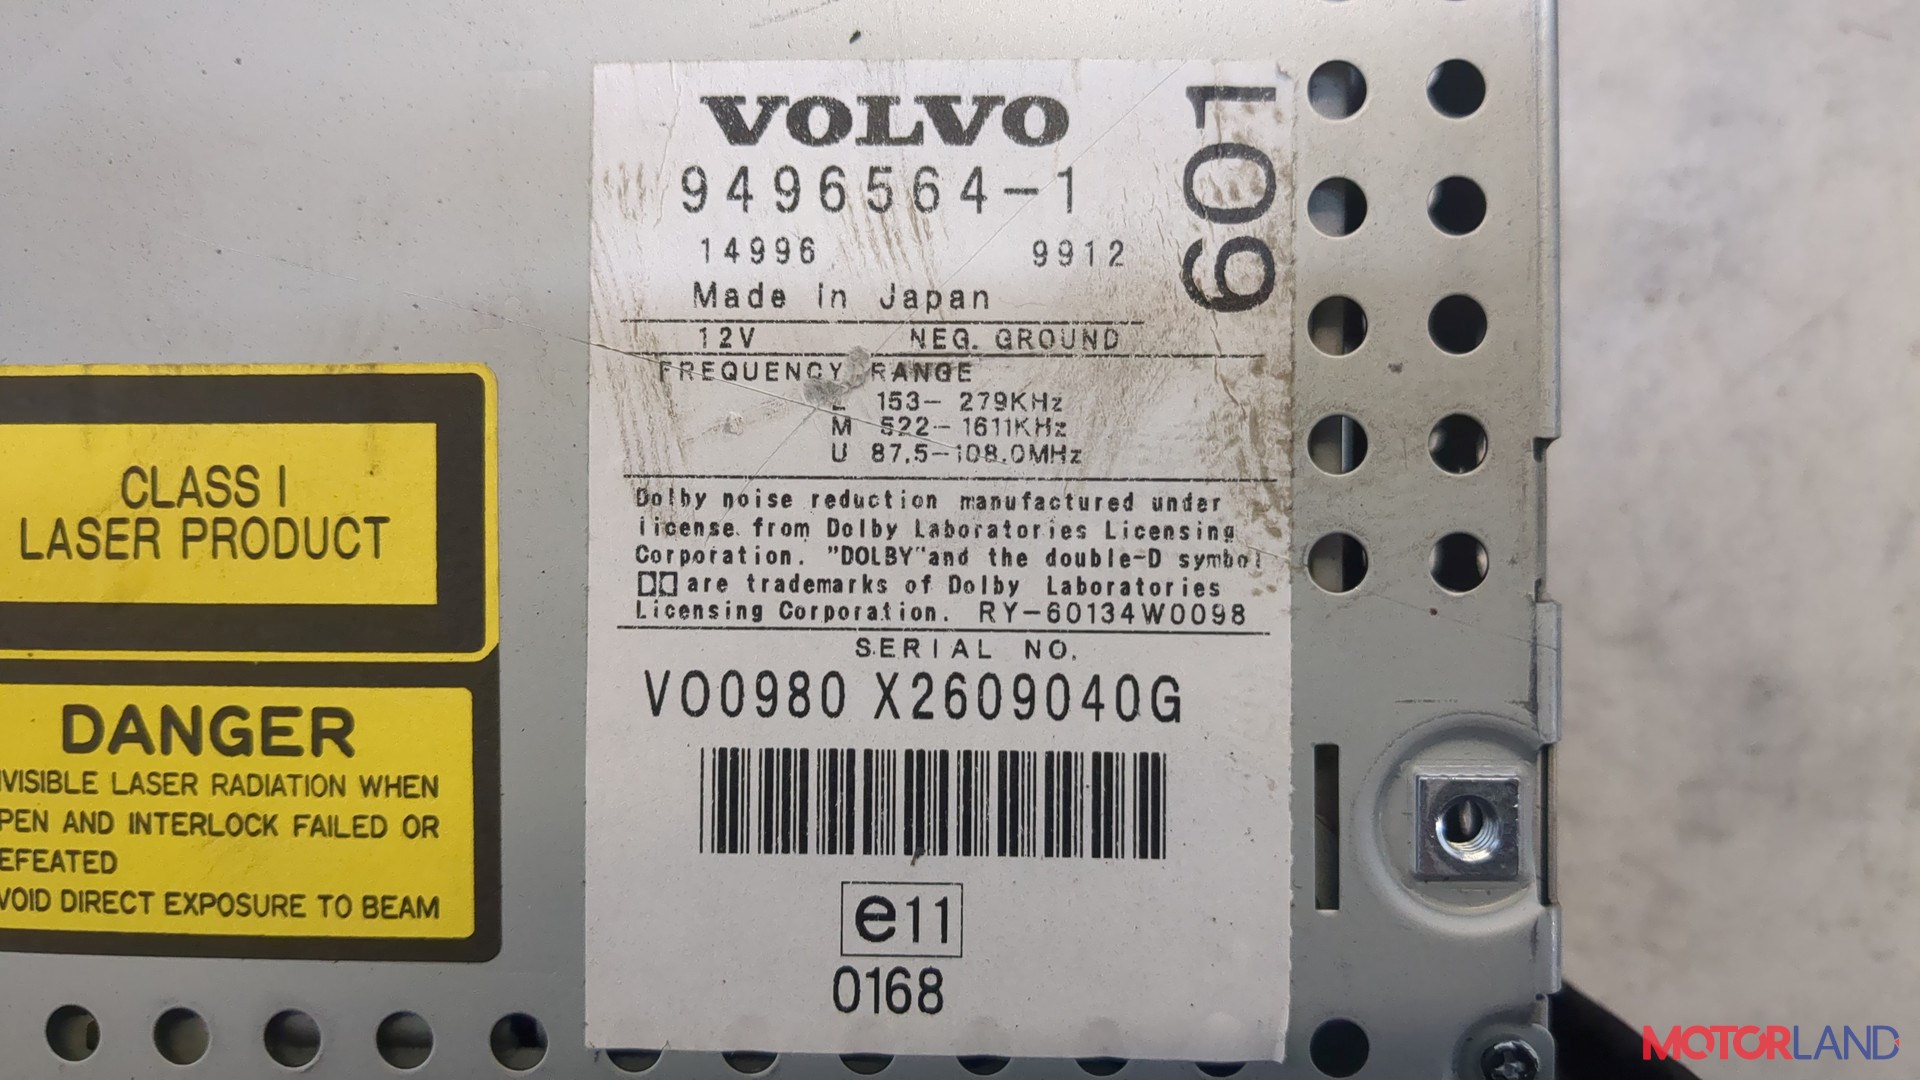 VOLVO
9496564-1
601
14996 9912
Made in Japan
12V NEG. GROUND
FREQUENCY RANGE
L 153- 279KHz
M 522- 1611KHz
U 87.5-108.0MHz
Dolby noise reduction manufactured under
license from Dolby Laboratories Licensing
Corporation. "DOLBY"and the double-D symbol
are trademarks of Dolby Laboratories
Licensing Corporation. RY-60134W0098
SERIAL NO.
VO0980 X2609040G
e11
0168
CLASS I
LASER PRODUCT
DANGER
NVISIBLE LASER RADIATION WHEN
PEN AND INTERLOCK FAILED OR
EFEATED
VOID DIRECT EXPOSURE TO BEAM
MOTORLAND